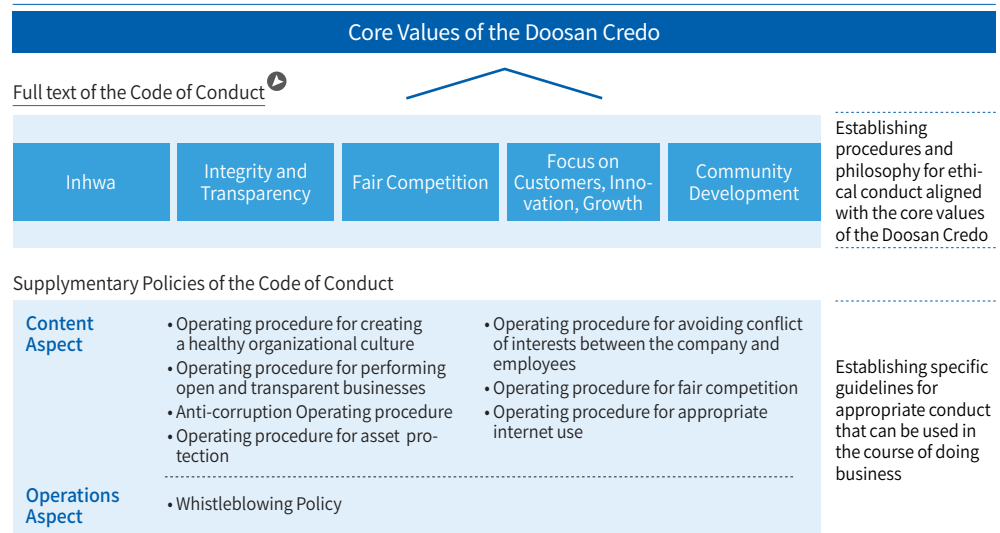 Core Values of the Doosan Credo
Full text of the Code of Conduct
Inhwa
Integrity and
Transparency
Fair Competition
Focus on
Customers, Inno-
vation, Growth
Community
Development
Establishing
procedures and
philosophy for ethi-
cal conduct aligned
with the core values
of the Doosan Credo
Supplymentary Policies of the Code of Conduct
Content
Aspect
• Operating procedure for creating
a healthy organizational culture
• Operating procedure for performing
open and transparent businesses
• Anti-corruption Operating procedure
• Operating procedure for asset pro-
tection
• Operating procedure for avoiding conflict
of interests between the company and
employees
• Operating procedure for fair competition
• Operating procedure for appropriate
internet use
Establishing specific
guidelines for
appropriate conduct
that can be used in
the course of doing
business
Operations
Aspect
• Whistleblowing Policy